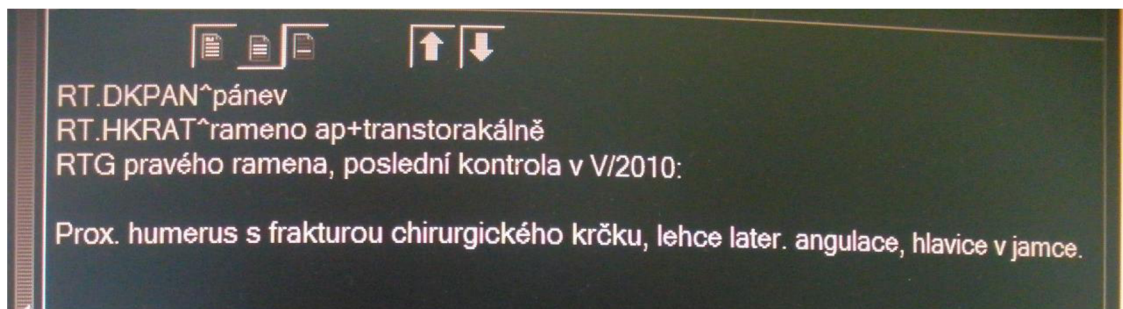 RT.DKPAN^pánev
RT.HKRAT^rameno ap+transtorakálně
RTG pravého ramena, poslední kontrola v V/2010:
Prox. humerus s frakturou chirurgického krčku, lehce later. angulace, hlavice v jamce.